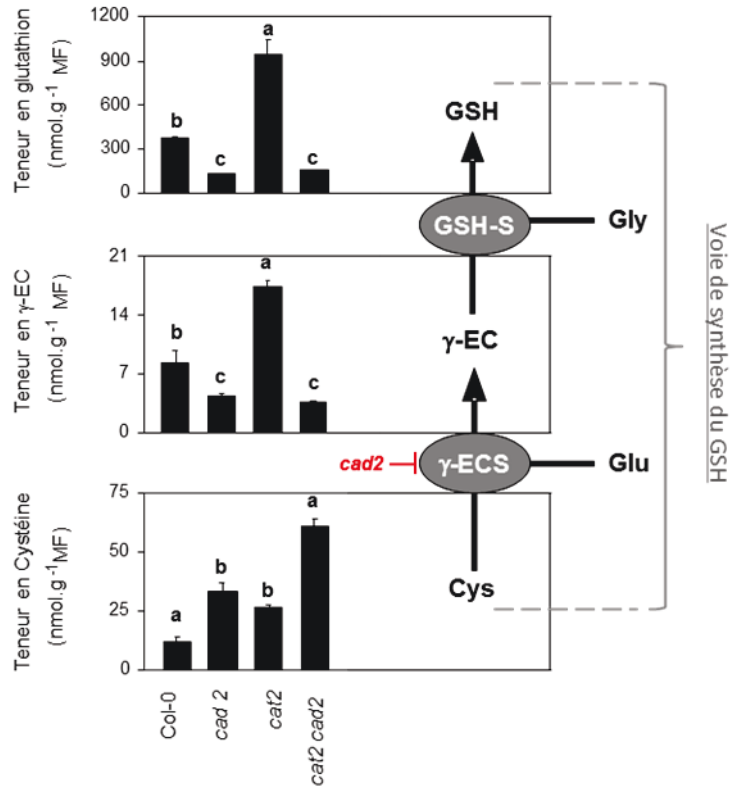 Teneur en glutathion
(nmol.g⁻¹ MF)
1200
900
600
300
0
b
c
a
c
GSH
GSH-S
Gly
Teneur en γ-EC
(nmol.g⁻¹ MF)
21
14
7
0
b
c
a
c
γ-EC
cad2
γ-ECS
Glu
Teneur en Cystéine
(nmol.g⁻¹MF)
75
50
25
0
a
b
b
a
Cys
Col-0
cad 2
cat2
cat2 cad2
Voie de synthèse du GSH